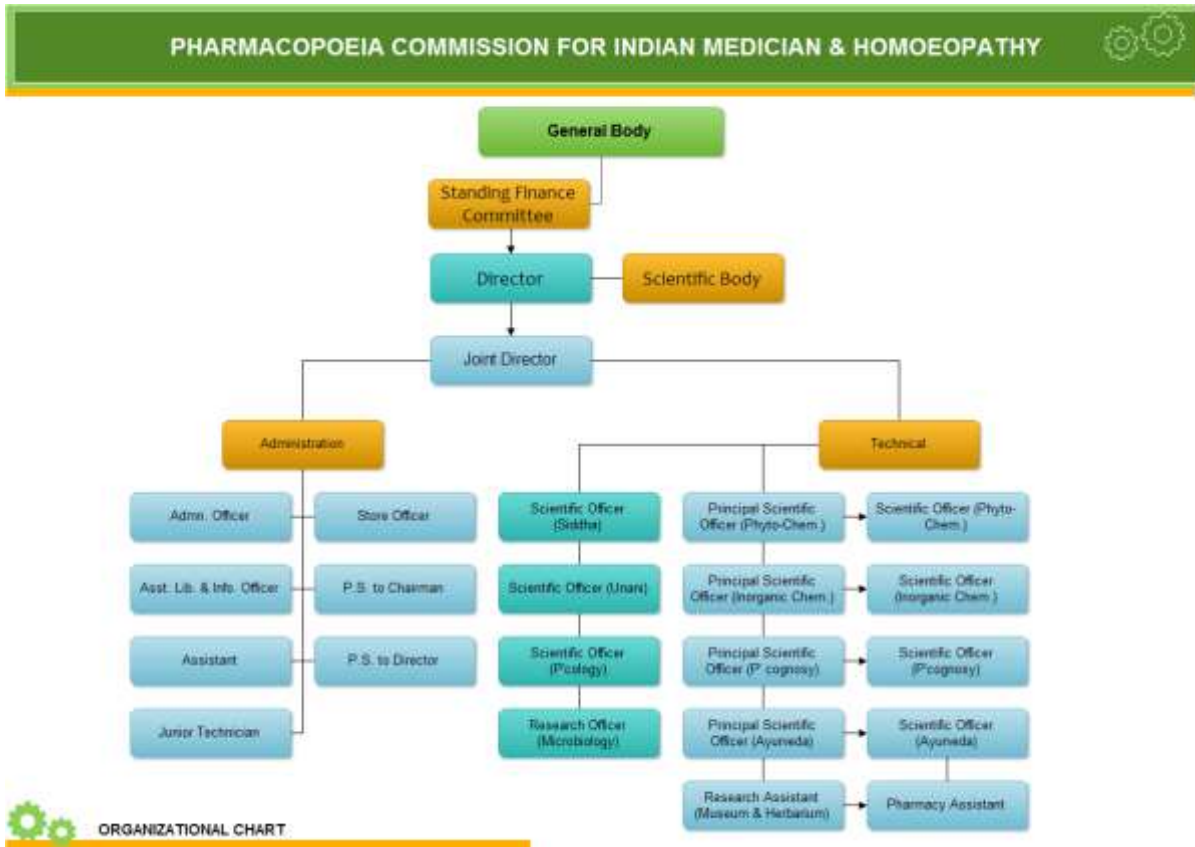 PHARMACOPOEIA COMMISSION FOR INDIAN MEDICIAN & HOMOEOPATHY
General Body
Standing Finance
Committee
Director
Scientific Body
Joint Director
Administration
Technical
Admn. Officer
Store Officer
Asst. Lib. & Info. Officer
P.S. to Chairman
Assistant
P.S. to Director
Junior Technician
Scientific Officer
(Siddha)
Scientific Officer (Unani)
Scientific Officer
(P'cology)
Research Officer
(Microbiology)
Principal Scientific
Officer (Phyto-Chem.)
Scientific Officer (Phyto-
Chem.)
Principal Scientific
Officer (Inorganic Chem.)
Scientific Officer
(Inorganic Chem.)
Principal Scientific
Officer (P' cognosy)
Scientific Officer
(P'cognosy)
Principal Scientific
Officer (Ayurveda)
Scientific Officer
(Ayurveda)
Research Assistant
(Museum & Herbarium)
Pharmacy Assistant
ORGANIZATIONAL CHART